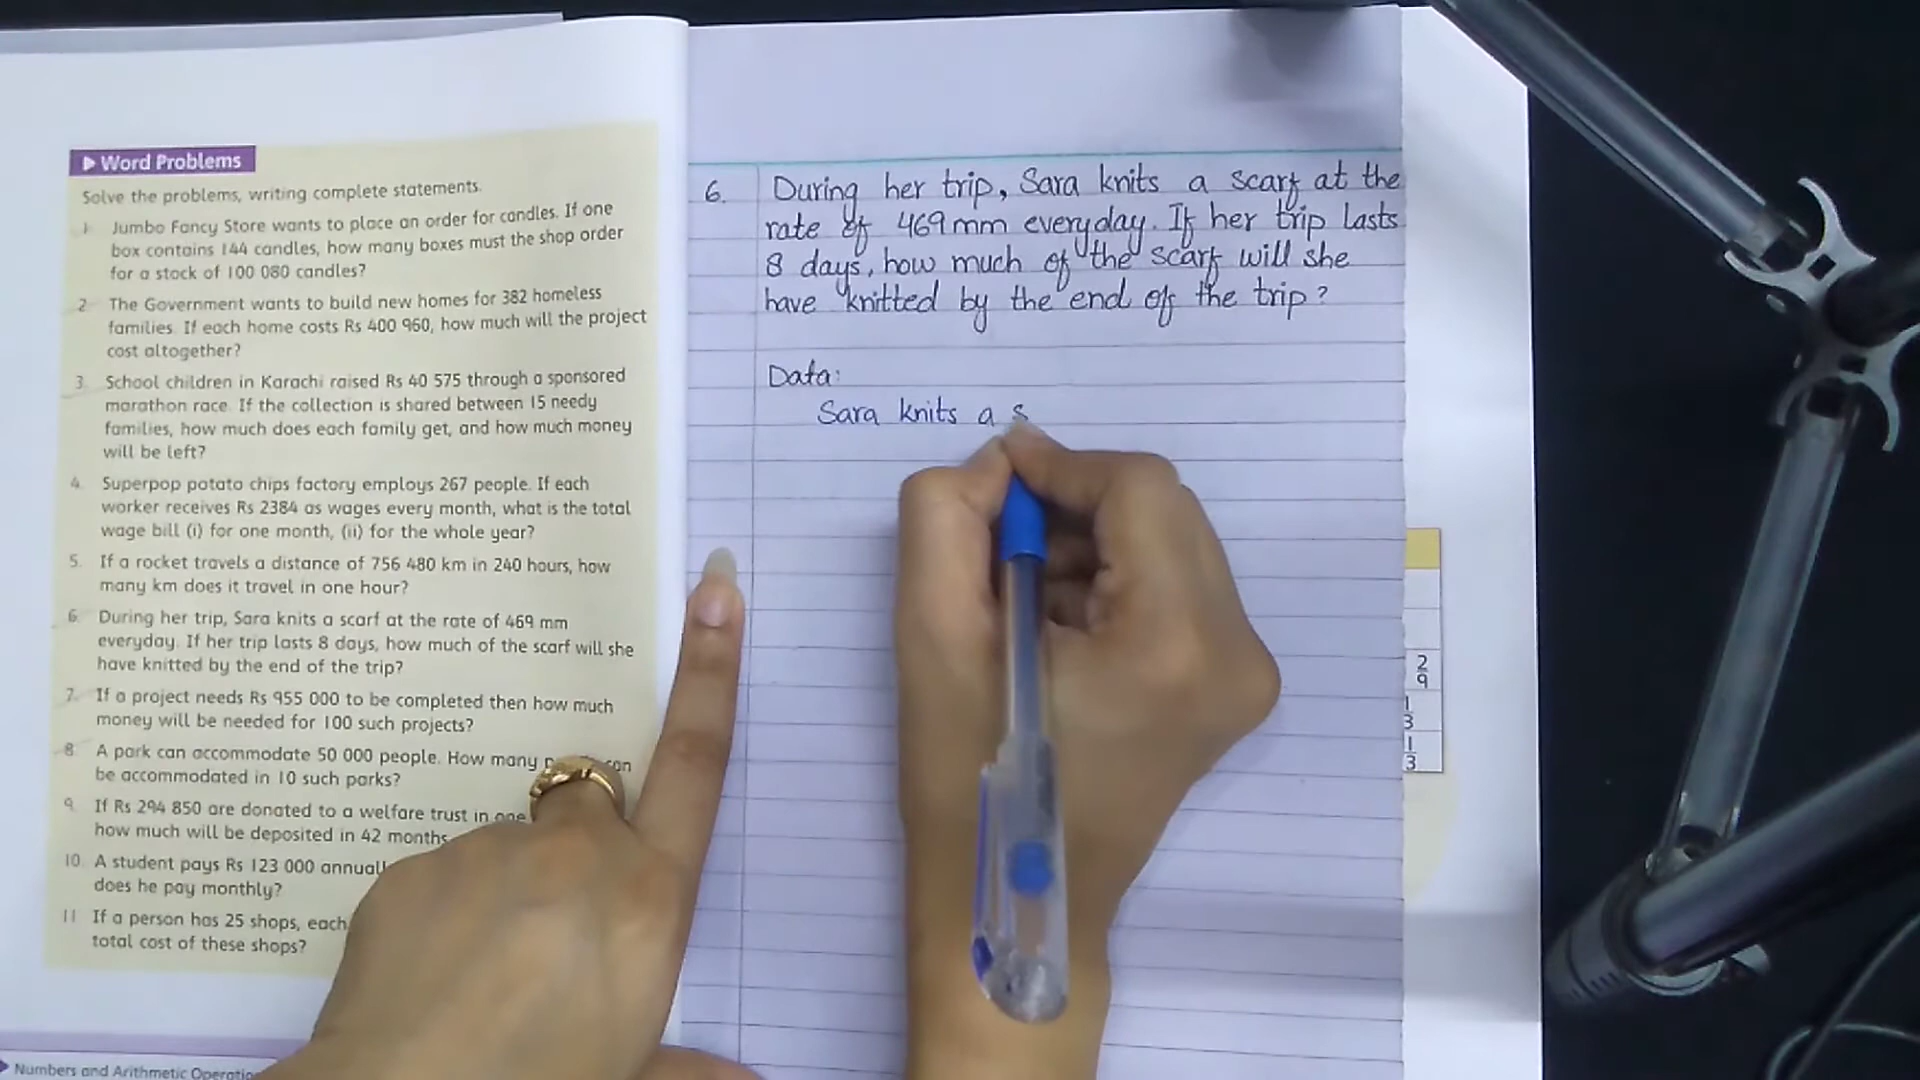 Word Problems
Solve the problems, writing complete statements.
1 Jumbo Fancy Store wants to place an order for candles. If one
box contains 144 candles, how many boxes must the shop order
for a stock of 100 080 candles?
2 The Government wants to build new homes for 382 homeless
families. If each home costs Rs 400 960, how much will the project
cost altogether?
3. School children in Karachi raised Rs 40 575 through a sponsored
marathon race. If the collection is shared between 15 needy
families, how much does each family get, and how much money
will be left?
4. Superpop potato chips factory employs 267 people. If each
worker receives Rs 2384 as wages every month, what is the total
wage bill (i) for one month, (ii) for the whole year?
5. If a rocket travels a distance of 756 480 km in 240 hours, how
many km does it travel in one hour?
6. During her trip, Sara knits a scarf at the rate of 469 mm
everyday. If her trip lasts 8 days, how much of the scarf will she
have knitted by the end of the trip?
7. If a project needs Rs 955 000 to be completed then how much
money will be needed for 100 such projects?
8. A park can accommodate 50 000 people. How many
be accommodated in 10 such parks?
9. If Rs 294 850 are donated to a welfare trust in one
how much will be deposited in 42 months
10. A student pays Rs 123 000
does he pay monthly?
11 If a person has 25 shops, each
total cost of these shops?
Numbers and Arithmetic
6. During her trip, Sara knits a scarf at the
rate of 469 mm everyday. If her trip lasts
8 days, how much of the scarf will she
have knitted by the end of the trip?
Data:
Sara knits a s
2
9
1
3
1
3